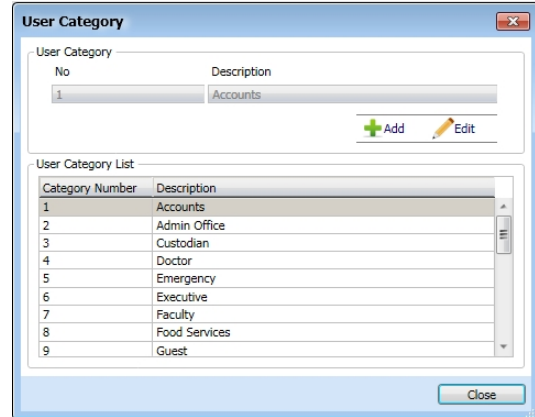 User Category
User Category
No Description
1 Accounts
Add Edit
User Category List
Category Number Description
1 Accounts
2 Admin Office
3 Custodian
4 Doctor
5 Emergency
6 Executive
7 Faculty
8 Food Services
9 Guest
Close